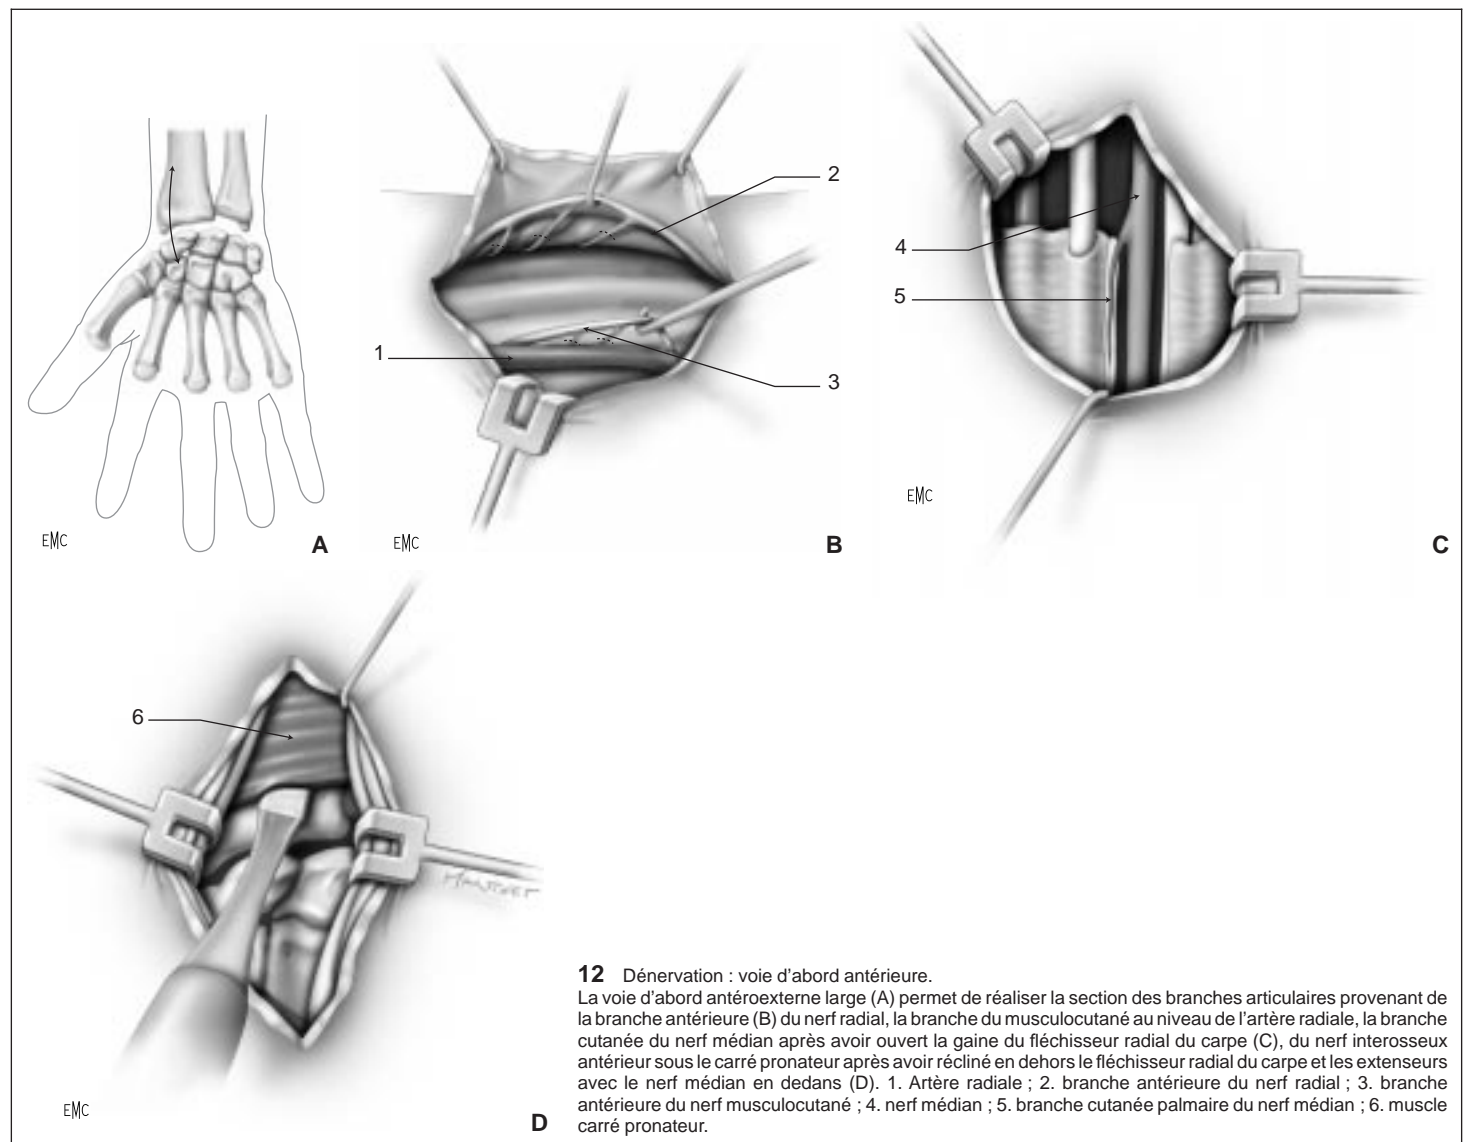 2
4
5
1
3
EMC
EMC
A
B
EMC
C
6
EMC
D
12 Dénervation : voie d'abord antérieure.
La voie d'abord antéroexterne large (A) permet de réaliser la section des branches articulaires provenant de
la branche antérieure (B) du nerf radial, la branche du musculocutané au niveau de l'artère radiale, la branche
cutanée du nerf médian après avoir ouvert la gaine du fléchisseur radial du carpe (C), du nerf interosseux
antérieur sous le carré pronateur après avoir récliné en dehors le fléchisseur radial du carpe et les extenseurs
avec le nerf médian en dedans (D). 1. Artère radiale ; 2. branche antérieure du nerf radial ; 3. branche
antérieure du nerf musculocutané ; 4. nerf médian ; 5. branche cutanée palmaire du nerf médian ; 6. muscle
carré pronateur.